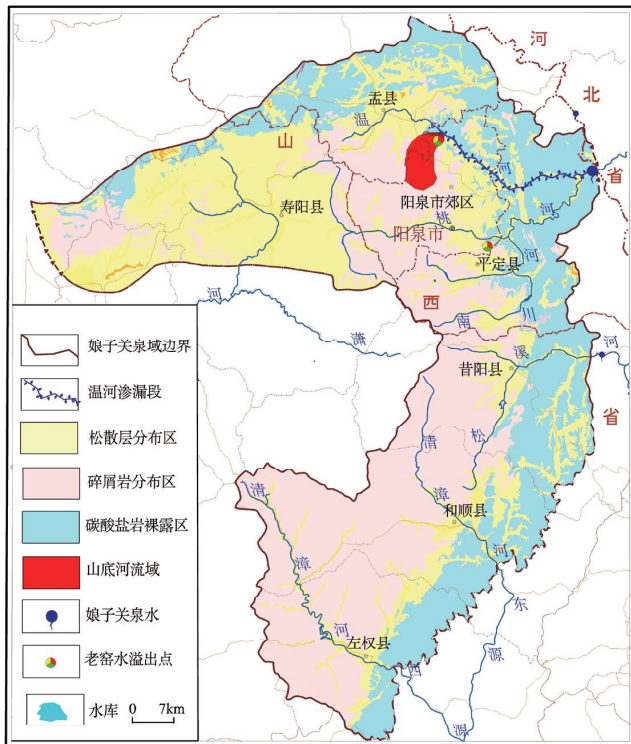 河
北
省
山
盂县
温
河
寿阳县
阳泉市郊区
桃
河
阳泉市
平定县
河
西
南
川
河
潇
省
昔阳县
溪
河
清
松
漳
和顺县
河
清
漳
河
左权县
西
源
东
源
娘子关泉域边界
温河渗漏段
松散层分布区
碎屑岩分布区
碳酸盐岩裸露区
山底河流域
娘子关泉水
老窑水溢出点
水库 0 7km